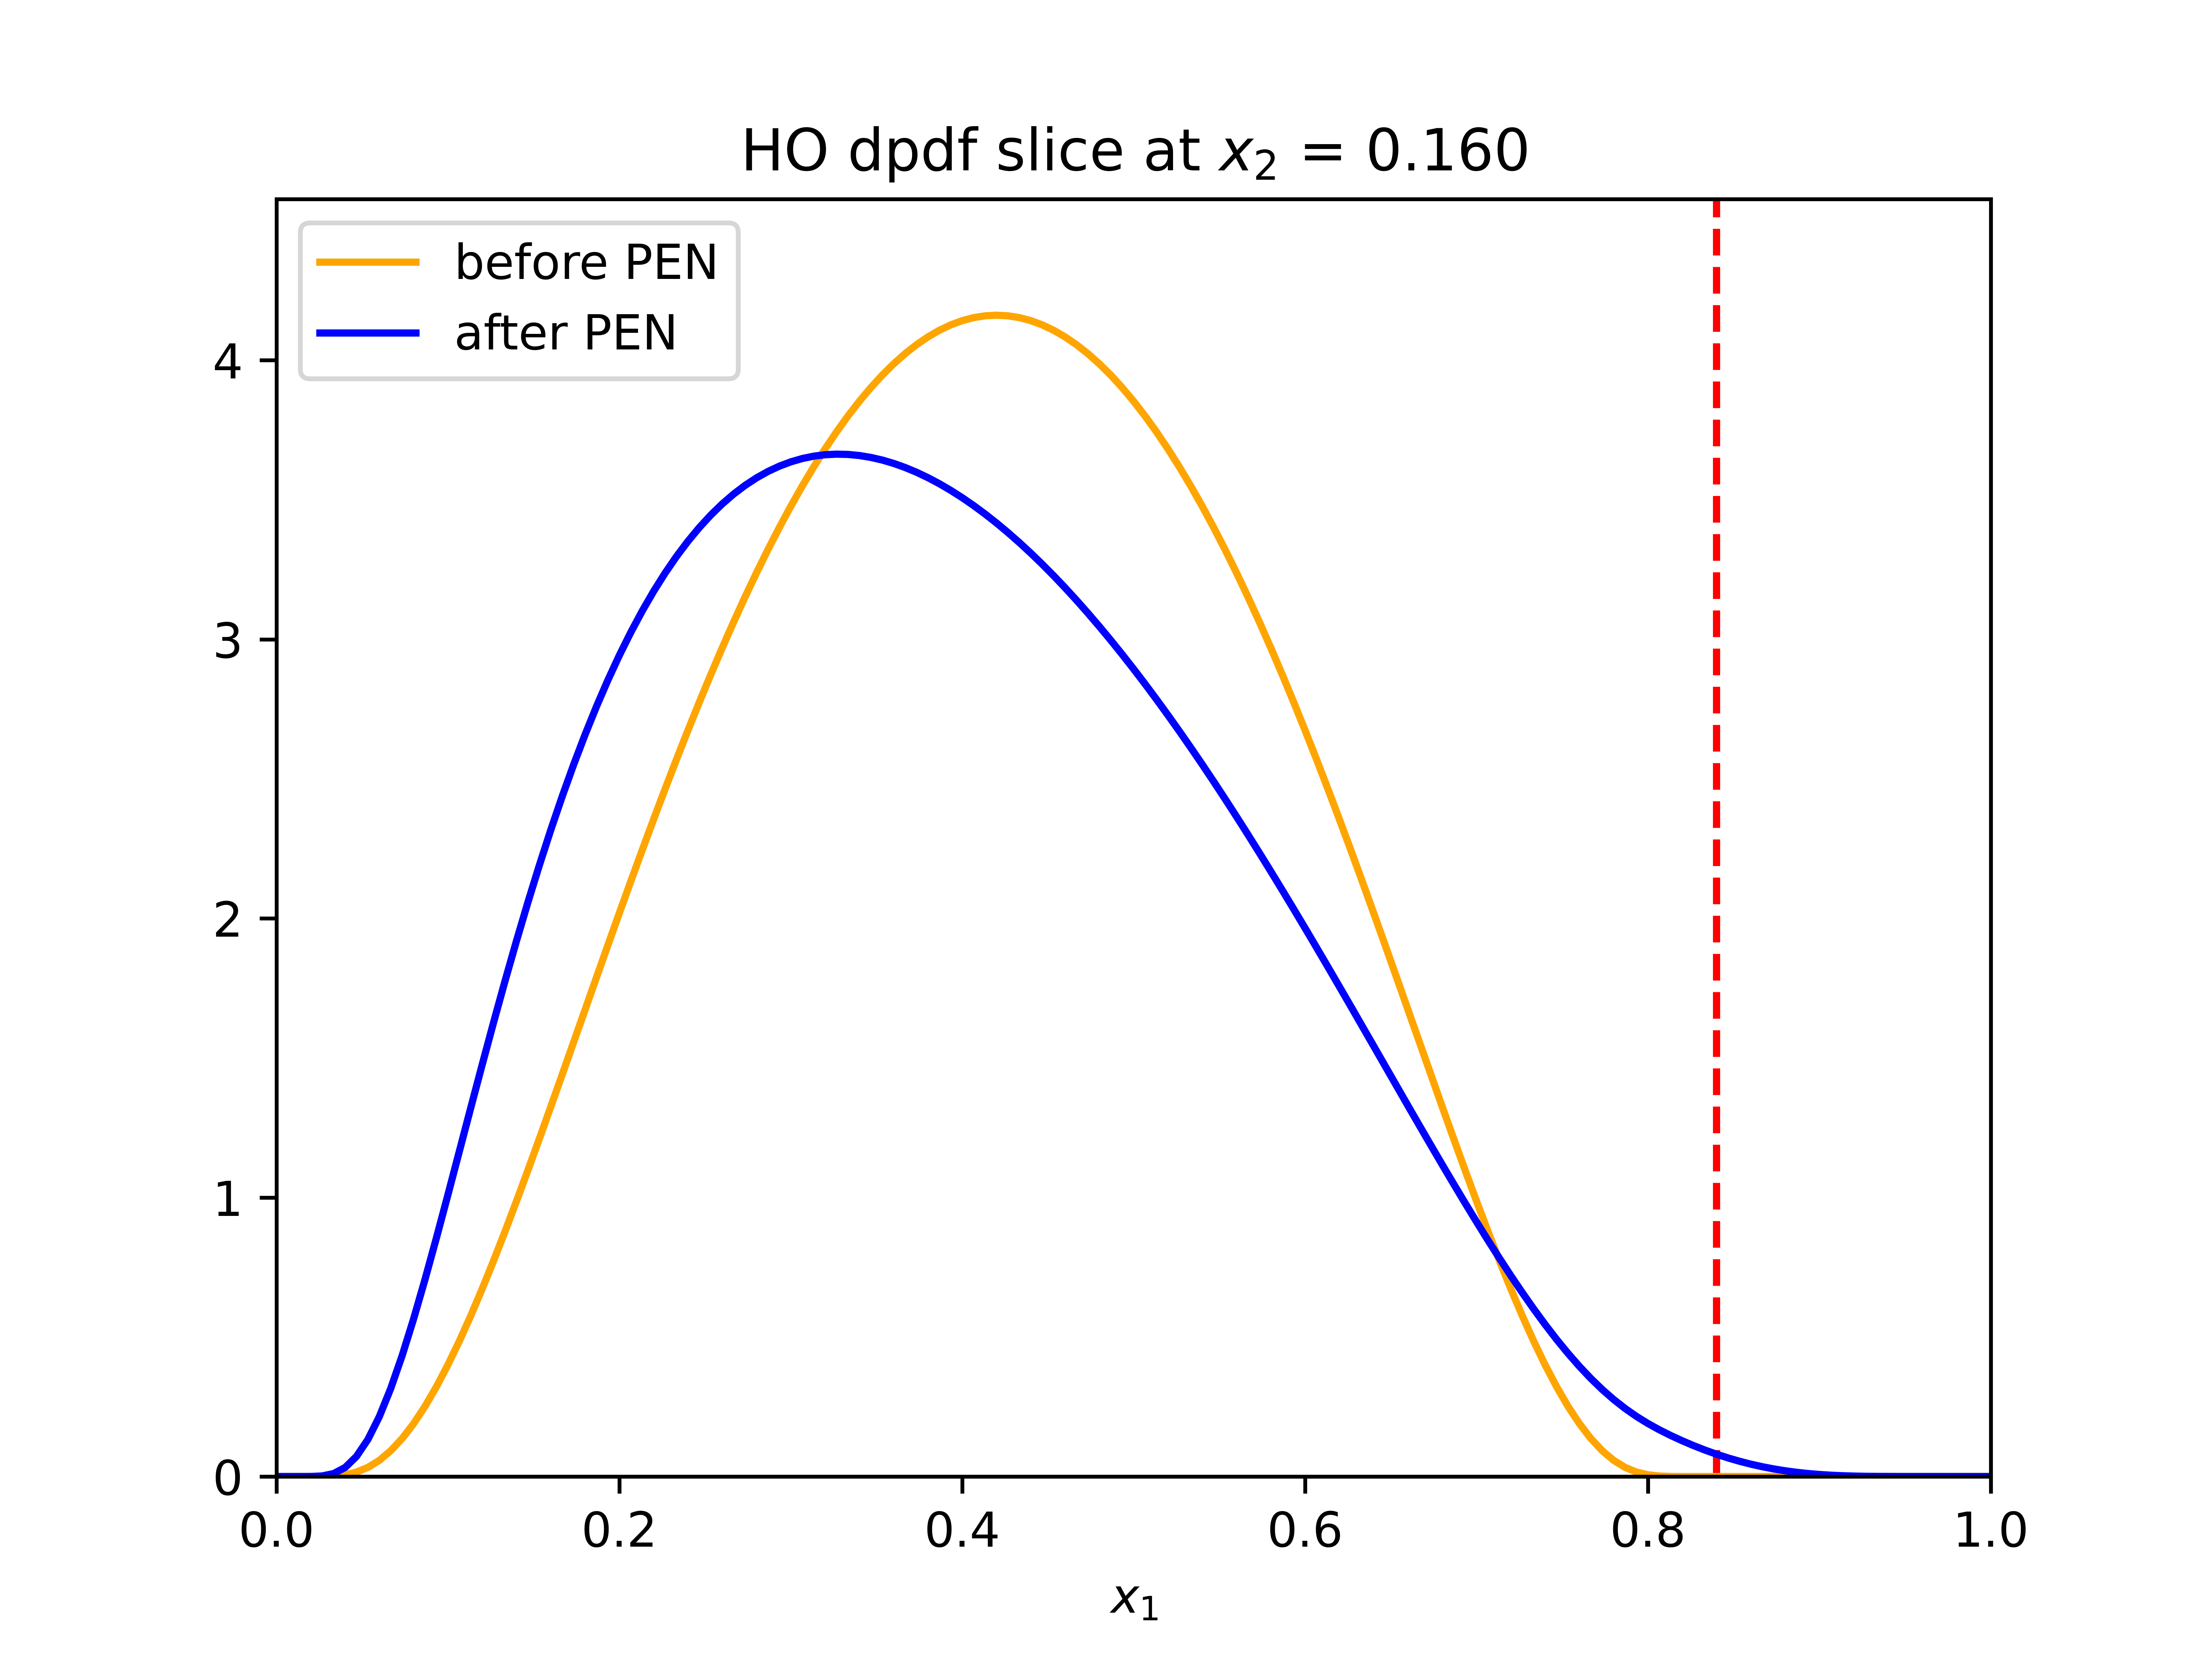 HO dpdf slice at x₂ = 0.160
before PEN
after PEN
4
3
2
1
0
0.0 0.2 0.4 0.6 0.8 1.0
x₁